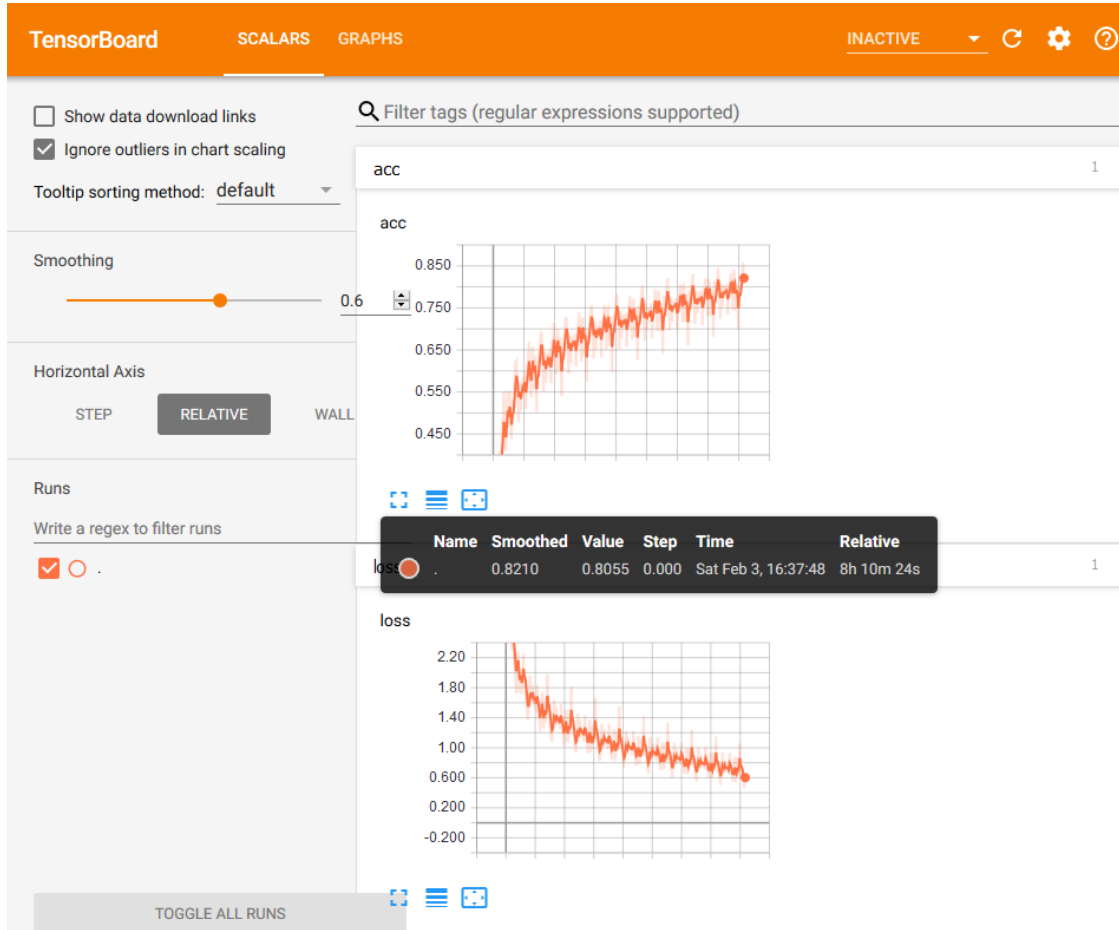 TensorBoard SCALARS GRAPHS INACTIVE
Show data download links
Ignore outliers in chart scaling
Tooltip sorting method: default
Smoothing
0.6
Horizontal Axis
STEP RELATIVE WALL
Runs
Write a regex to filter runs
.
TOGGLE ALL RUNS
Filter tags (regular expressions supported)
acc 1
acc
0.850
0.750
0.650
0.550
0.450
Name Smoothed Value Step Time Relative
. 0.8210 0.8055 0.000 Sat Feb 3, 16:37:48 8h 10m 24s
loss 1
loss
2.20
1.80
1.40
1.00
0.600
0.200
-0.200